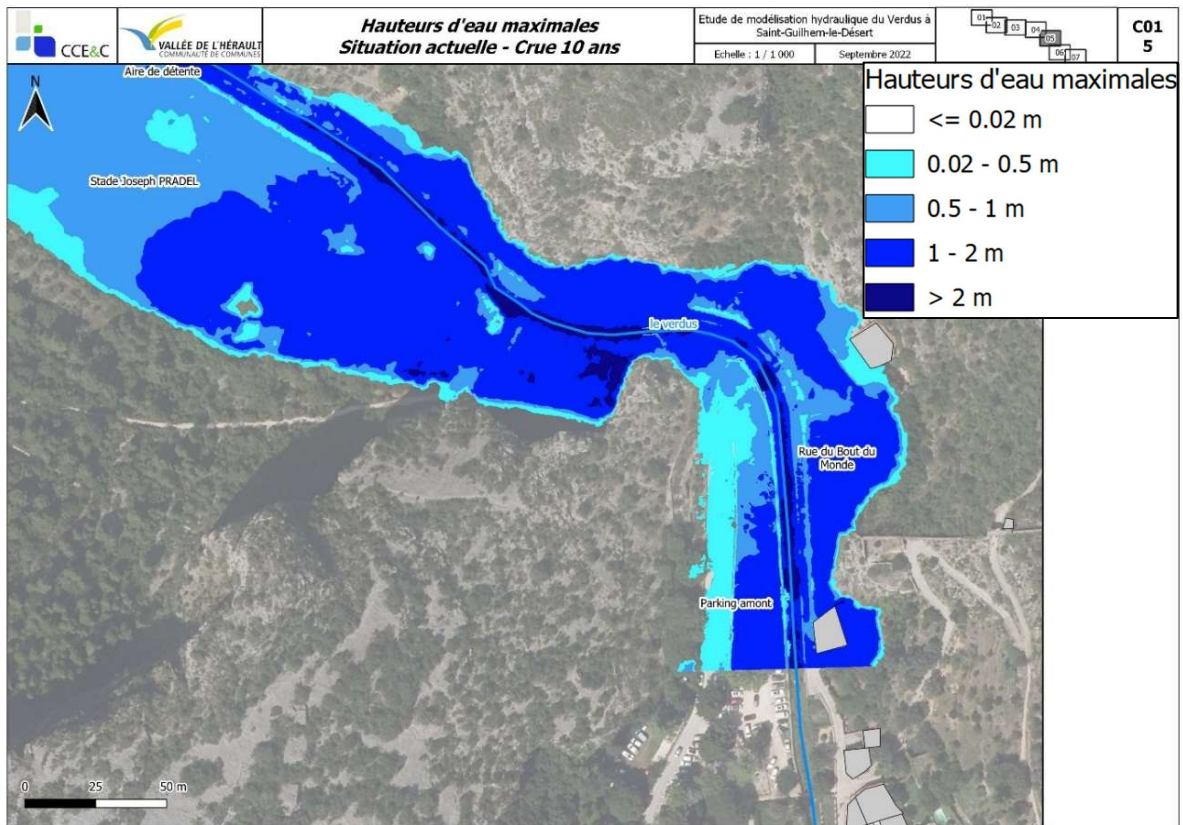 CCE&C
VALLÉE DE L'HÉRAULT
COMMUNAUTÉ DE COMMUNES
Hauteurs d'eau maximales
Situation actuelle - Crue 10 ans
Etude de modélisation hydraulique du Verdus à
Saint-Guilhem-le-Désert
Echelle : 1 / 1 000
Septembre 2022
01
02
03
04
05
06
07
C01
5
N
Aire de détente
Stade Joseph PRADEL
le verdus
Rue du Bout du
Monde
Parking amont
Hauteurs d'eau maximales
<= 0.02 m
0.02 - 0.5 m
0.5 - 1 m
1 - 2 m
> 2 m
0 25 50 m